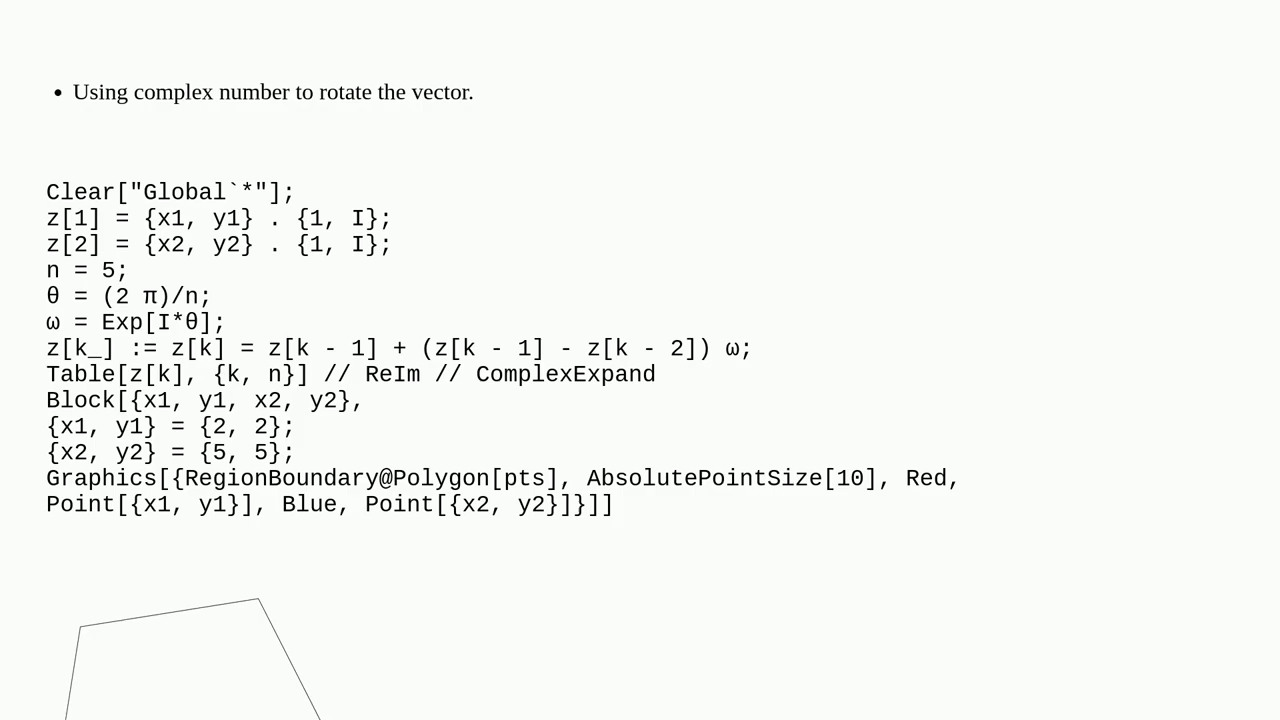 • Using complex number to rotate the vector.
Clear["Global`*"];
z[1] = {x1, y1} . {1, I};
z[2] = {x2, y2} . {1, I};
n = 5;
θ = (2 π)/n;
ω = Exp[I*θ];
z[k_] := z[k] = z[k - 1] + (z[k - 1] - z[k - 2]) ω;
Table[z[k], {k, n}] // ReIm // ComplexExpand
Block[{x1, y1, x2, y2},
{x1, y1} = {2, 2};
{x2, y2} = {5, 5};
Graphics[{RegionBoundary@Polygon[pts], AbsolutePointSize[10], Red,
Point[{x1, y1}], Blue, Point[{x2, y2}]}]]